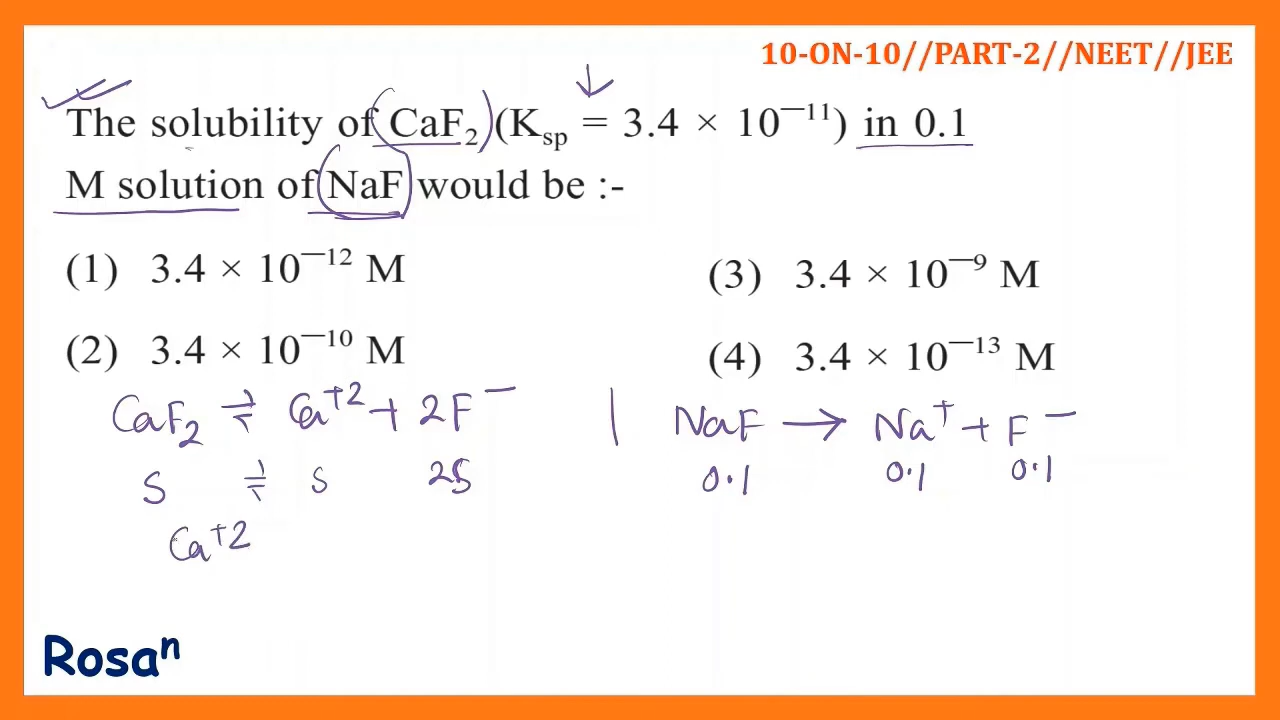 10-ON-10//PART-2//NEET//JEE
The solubility of CaF₂ (Kₛₚ = 3.4 × 10⁻¹¹) in 0.1
M solution of NaF would be :-
(1) 3.4 × 10⁻¹² M
(3) 3.4 × 10⁻⁹ M
(2) 3.4 × 10⁻¹⁰ M
(4) 3.4 × 10⁻¹³ M
CaF₂ ⇌ Ca⁺² + 2F⁻ | NaF → Na⁺ + F⁻
S ⇌ S 2S 0.1 0.1 0.1
Ca⁺²
Rosaⁿ